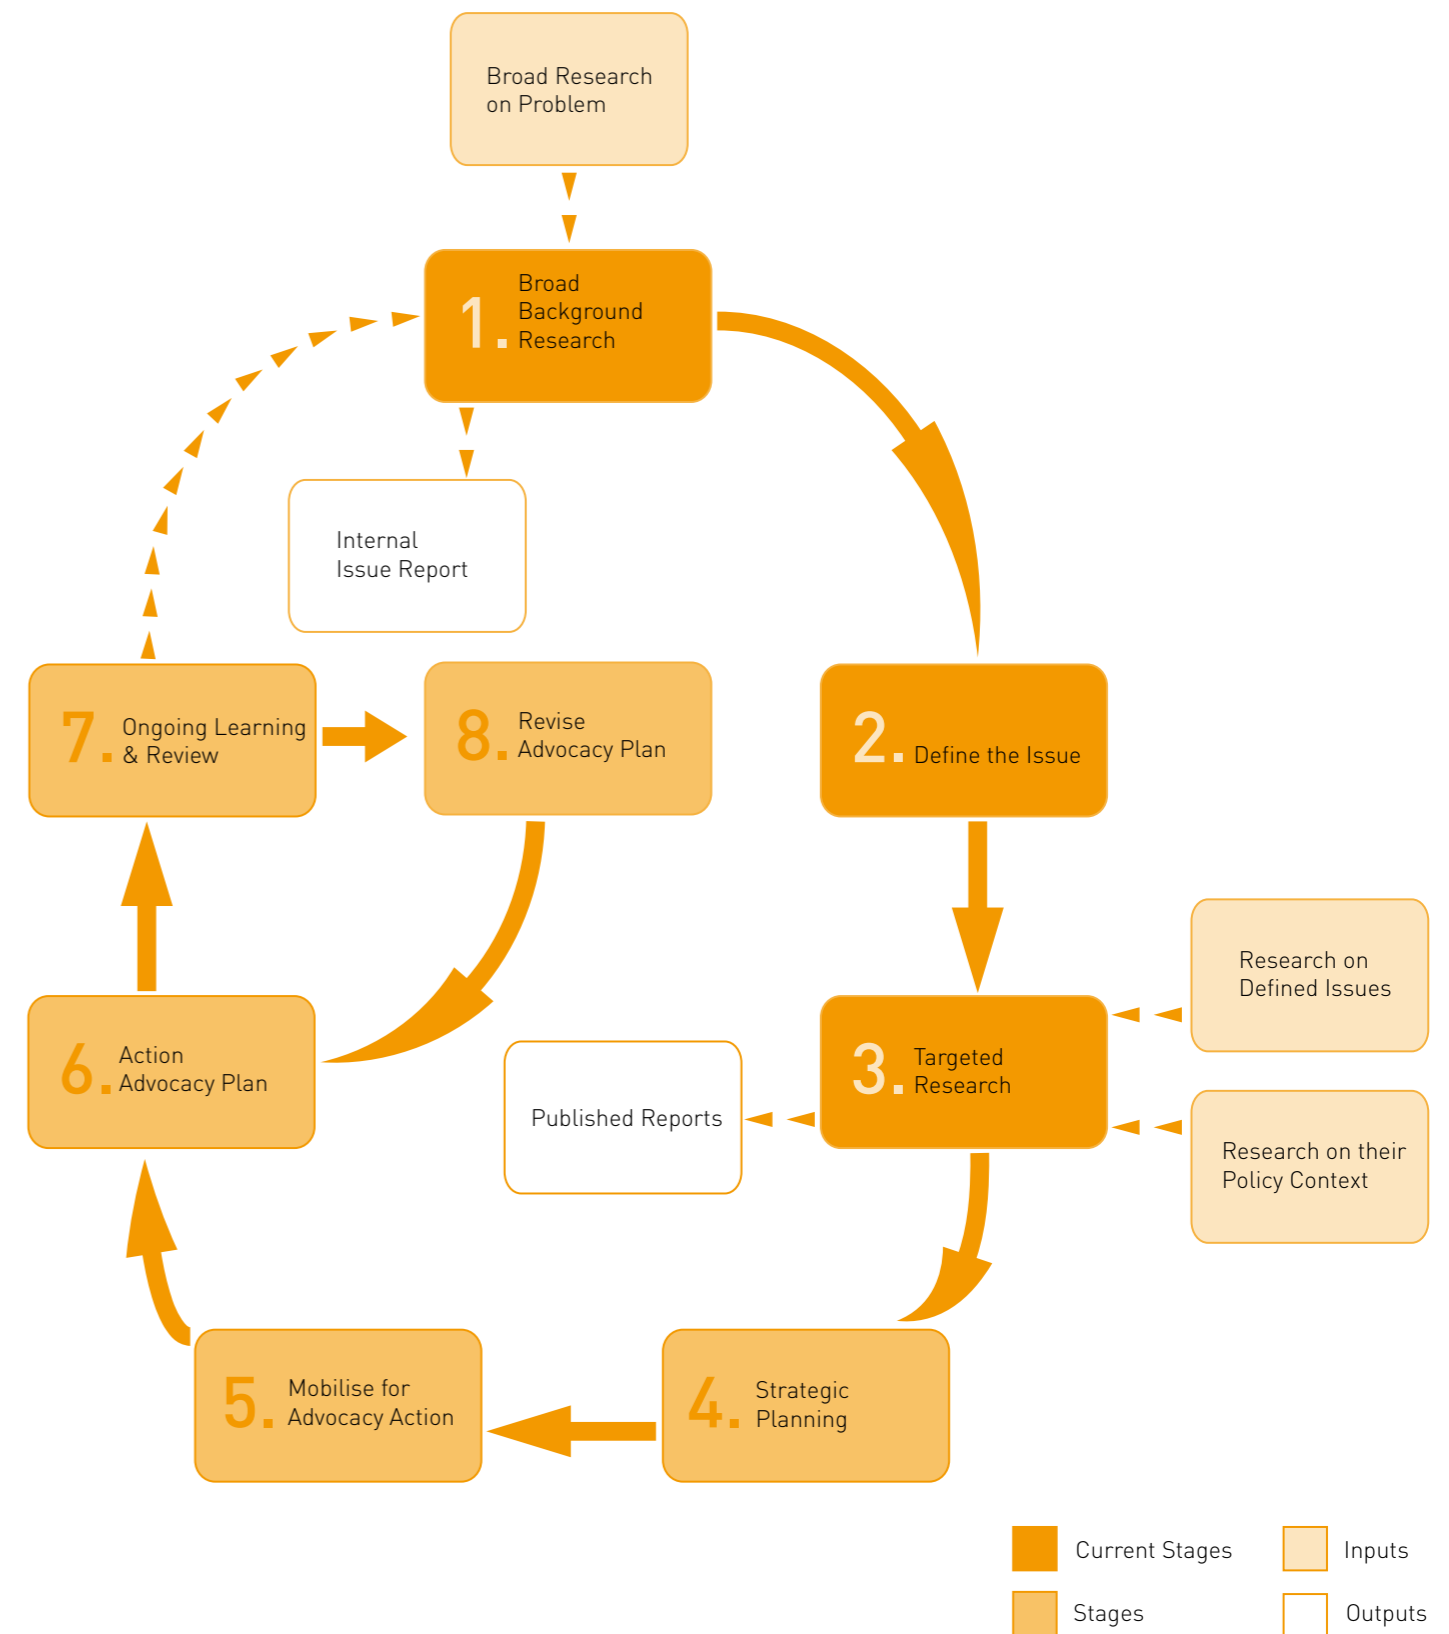 Broad Research
on Problem
1.
Broad
Background
Research
Internal
Issue Report
7.
Ongoing Learning
& Review
8.
Revise
Advocacy Plan
2.
Define the Issue
Research on
Defined Issues
6.
Action
Advocacy Plan
3.
Targeted
Research
Published Reports
Research on their
Policy Context
5.
Mobilise for
Advocacy Action
4.
Strategic
Planning
Current Stages
Inputs
Stages
Outputs